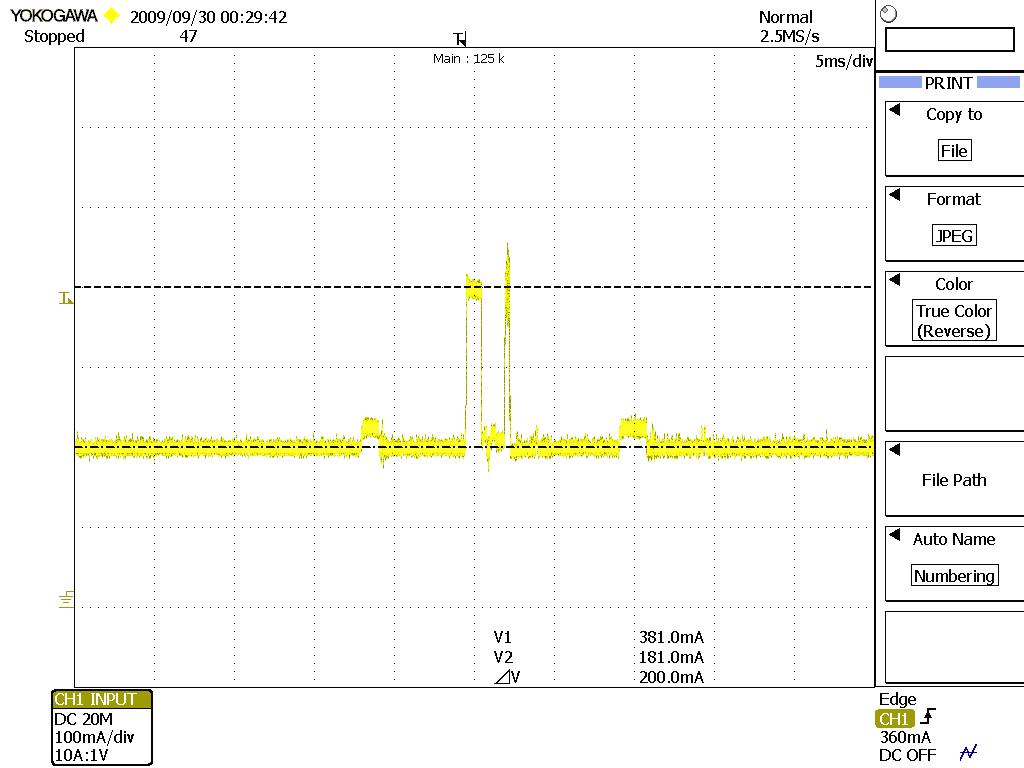 YOKOGAWA 2009/09/30 00:29:42 Normal
Stopped 47 T 2.5MS/s
Main : 125 k
5ms/div
PRINT
Copy to
File
Format
JPEG
Color
True Color
(Reverse)
File Path
Auto Name
Numbering
T
V1 381.0mA
V2 181.0mA
⊿V 200.0mA
CH1 INPUT
DC 20M
100mA/div
10A:1V
Edge
CH1
360mA
DC OFF